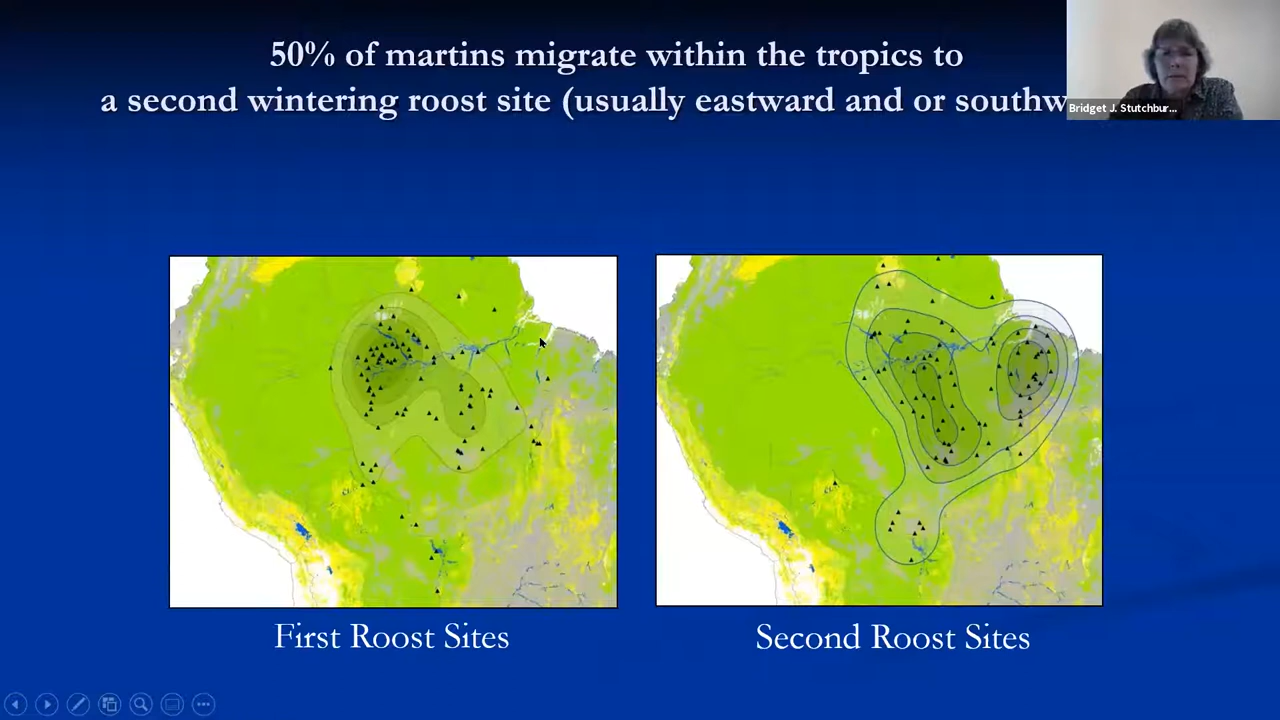 50% of martins migrate within the tropics to
a second wintering roost site (usually eastward and or southw
Bridget J. Stutchbur...
First Roost Sites
Second Roost Sites